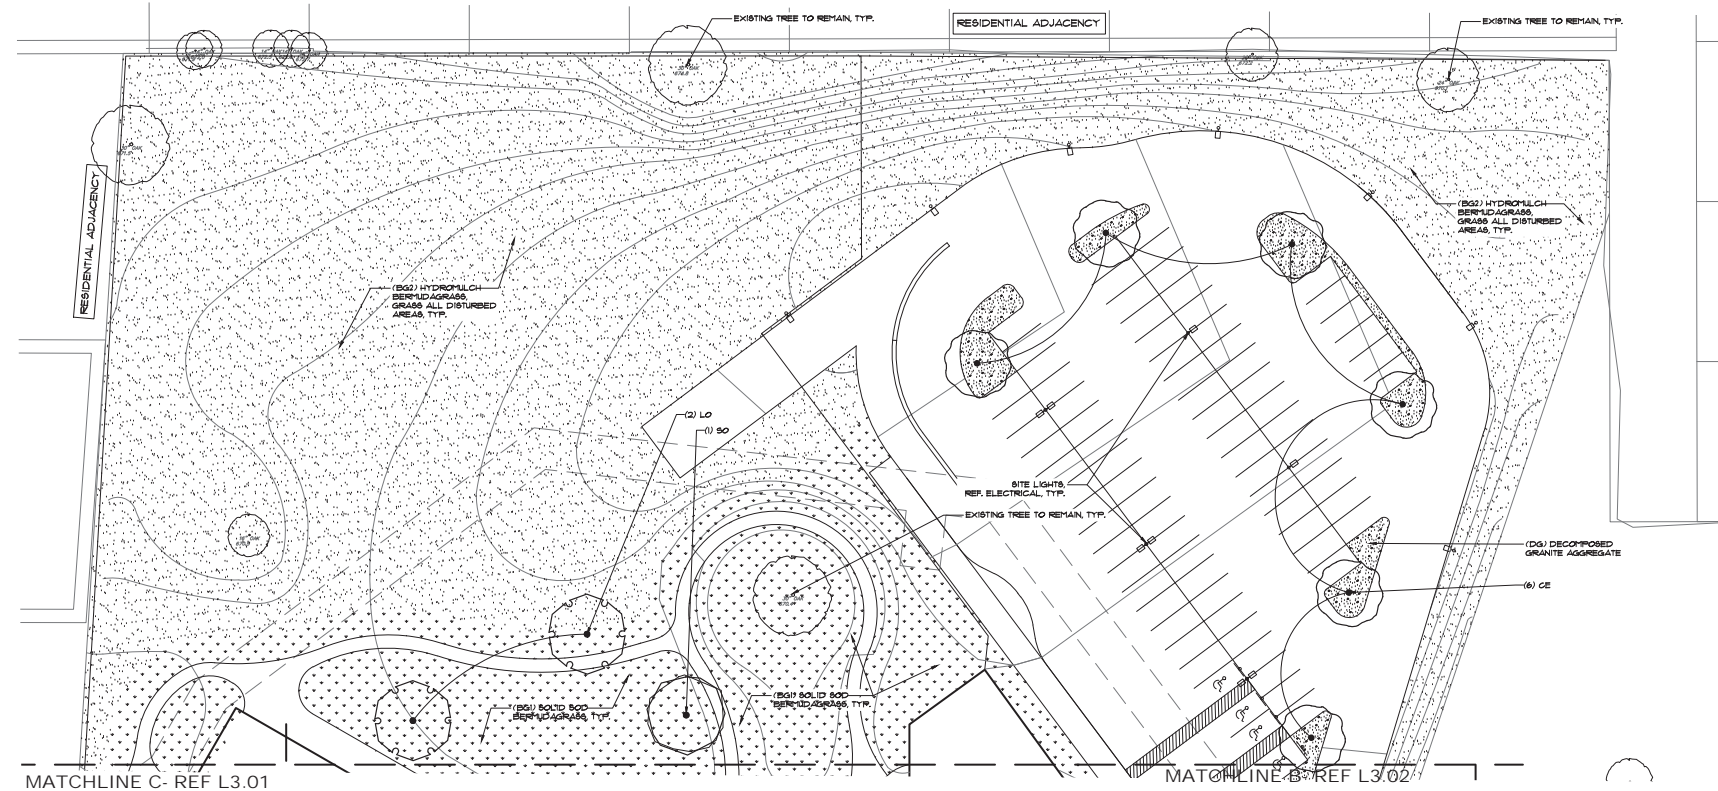 EXISTING TREE TO REMAIN, TYP.
RESIDENTIAL ADJACENCY
EXISTING TREE TO REMAIN, TYP.
RESIDENTIAL ADJACENCY
(BG2) HYDROMULCH
BERMUDAGRASS,
GRASS ALL DISTURBED
AREAS, TYP.
(BG2) HYDROMULCH
BERMUDAGRASS,
GRASS ALL DISTURBED
AREAS, TYP.
(2) LO
(1) SO
SITE LIGHTS,
REF. ELECTRICAL, TYP.
EXISTING TREE TO REMAIN, TYP.
(DG) DECOMPOSED
GRANITE AGGREGATE
(6) CE
(BG1) SOLID SOD
BERMUDAGRASS, TYP.
(BG1) SOLID SOD
BERMUDAGRASS, TYP.
MATCHLINE C- REF L3.01
MATCHLINE B- REF L3.02